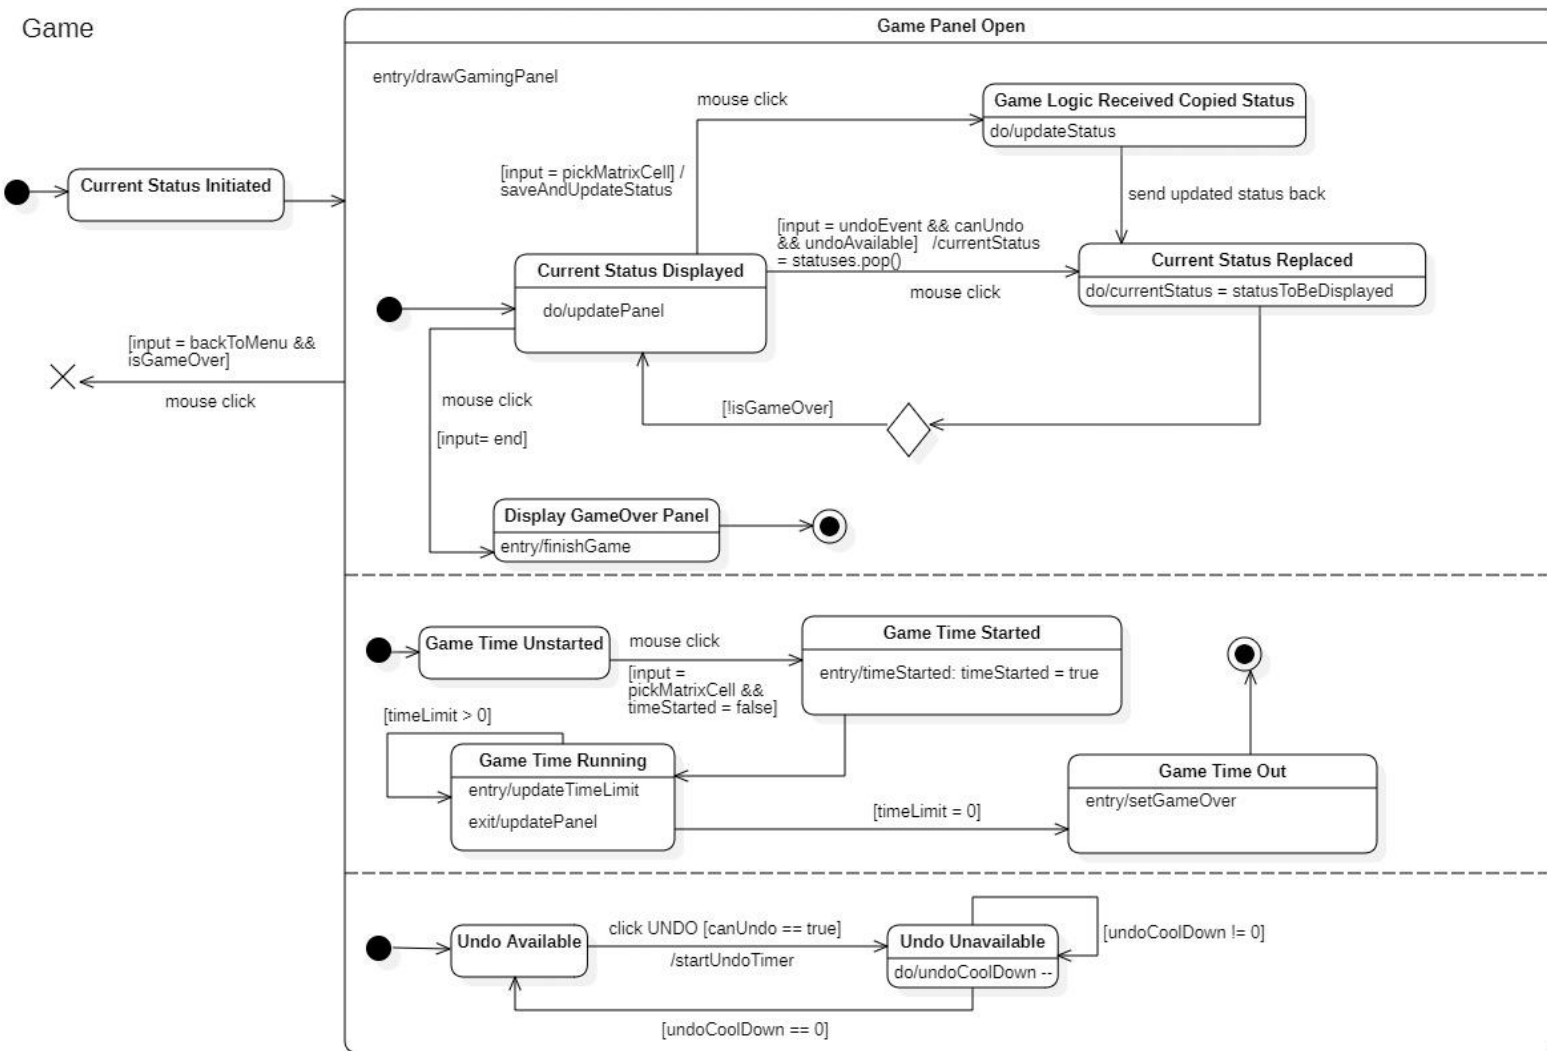 Game
Game Panel Open
entry/drawGamingPanel
mouse click
Game Logic Received Copied Status
do/updateStatus
[input = pickMatrixCell] /
saveAndUpdateStatus
Current Status Initiated
send updated status back
[input = undoEvent && canUndo
&& undoAvailable]   /currentStatus
= statuses.pop()
mouse click
Current Status Displayed
do/updatePanel
Current Status Replaced
do/currentStatus = statusToBeDisplayed
[input = backToMenu &&
isGameOver]
mouse click
mouse click
[input= end]
[!isGameOver]
Display GameOver Panel
entry/finishGame
Game Time Unstarted
mouse click
[input =
pickMatrixCell &&
timeStarted = false]
Game Time Started
entry/timeStarted: timeStarted = true
[timeLimit > 0]
Game Time Running
entry/updateTimeLimit
exit/updatePanel
[timeLimit = 0]
Game Time Out
entry/setGameOver
Undo Available
click UNDO [canUndo == true]
/startUndoTimer
Undo Unavailable
do/undoCoolDown --
[undoCoolDown != 0]
[undoCoolDown == 0]